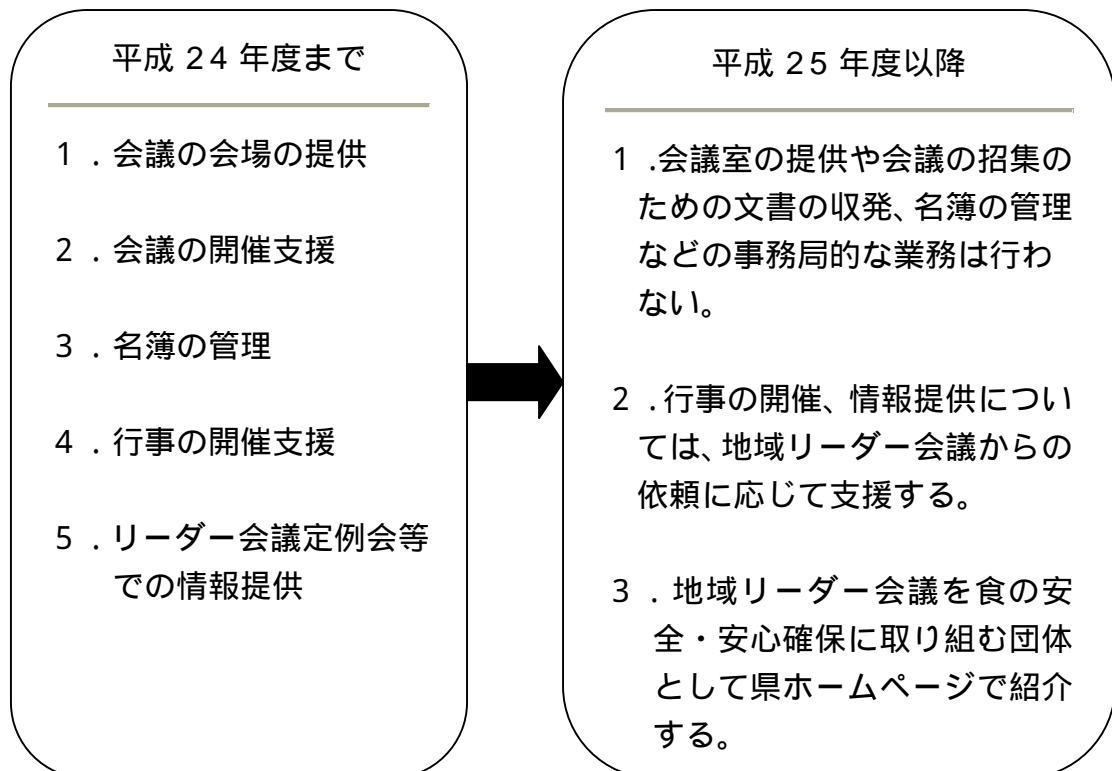 平成 24 年度まで
1 . 会議の会場の提供
2 . 会議の開催支援
3 . 名簿の管理
4 . 行事の開催支援
5 . リーダー会議定例会等
での情報提供
平成 25 年度以降
1 .会議室の提供や会議の招集の
ための文書の収発、名簿の管理
などの事務局的な業務は行わ
ない。
2 .行事の開催、情報提供につい
ては、地域リーダー会議からの
依頼に応じて支援する。
3 . 地域リーダー会議を食の安
全・安心確保に取り組む団体
として県ホームページで紹介
する。